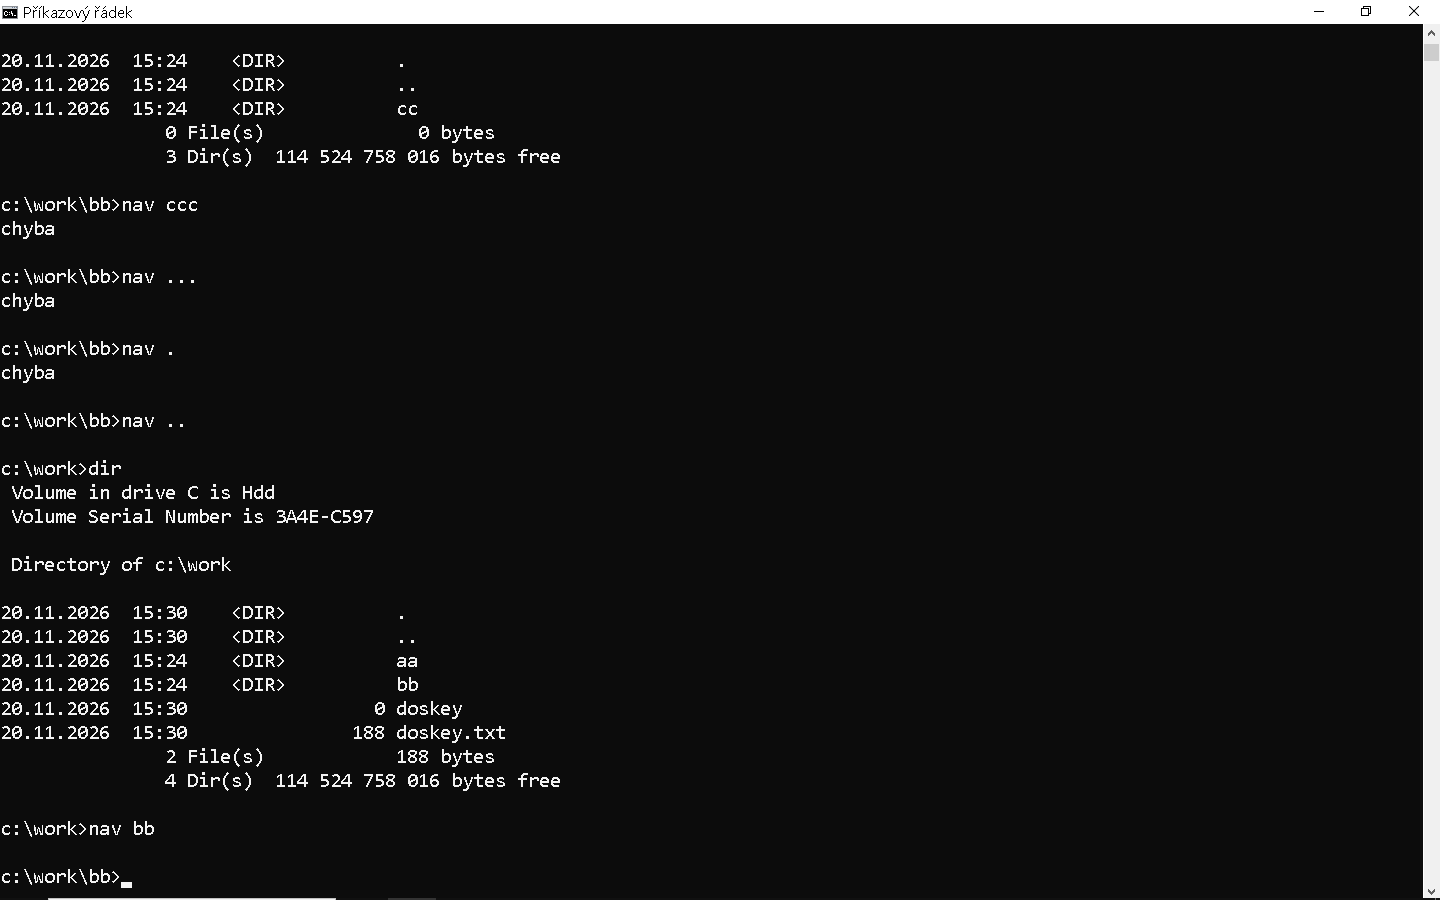 Příkazový řádek
20.11.2026  15:24    <DIR>          .
20.11.2026  15:24    <DIR>          ..
20.11.2026  15:24    <DIR>          cc
               0 File(s)              0 bytes
               3 Dir(s)  114 524 758 016 bytes free
c:\work\bb>nav ccc
chyba
c:\work\bb>nav ...
chyba
c:\work\bb>nav .
chyba
c:\work\bb>nav ..
c:\work>dir
 Volume in drive C is Hdd
 Volume Serial Number is 3A4E-C597
 Directory of c:\work
20.11.2026  15:30    <DIR>          .
20.11.2026  15:30    <DIR>          ..
20.11.2026  15:24    <DIR>          aa
20.11.2026  15:24    <DIR>          bb
20.11.2026  15:30                 0 doskey
20.11.2026  15:30               188 doskey.txt
               2 File(s)            188 bytes
               4 Dir(s)  114 524 758 016 bytes free
c:\work>nav bb
c:\work\bb>